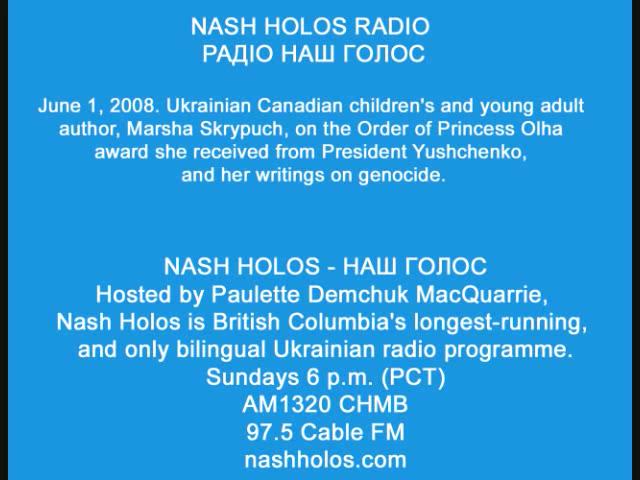 NASH HOLOS RADIO
РАДІО НАШ ГОЛОС
June 1, 2008. Ukrainian Canadian children's and young adult
author, Marsha Skrypuch, on the Order of Princess Olha
award she received from President Yushchenko,
and her writings on genocide.
NASH HOLOS - НАШ ГОЛОС
Hosted by Paulette Demchuk MacQuarrie,
Nash Holos is British Columbia's longest-running,
and only bilingual Ukrainian radio programme.
Sundays 6 p.m. (PCT)
AM1320 CHMB
97.5 Cable FM
nashholos.com